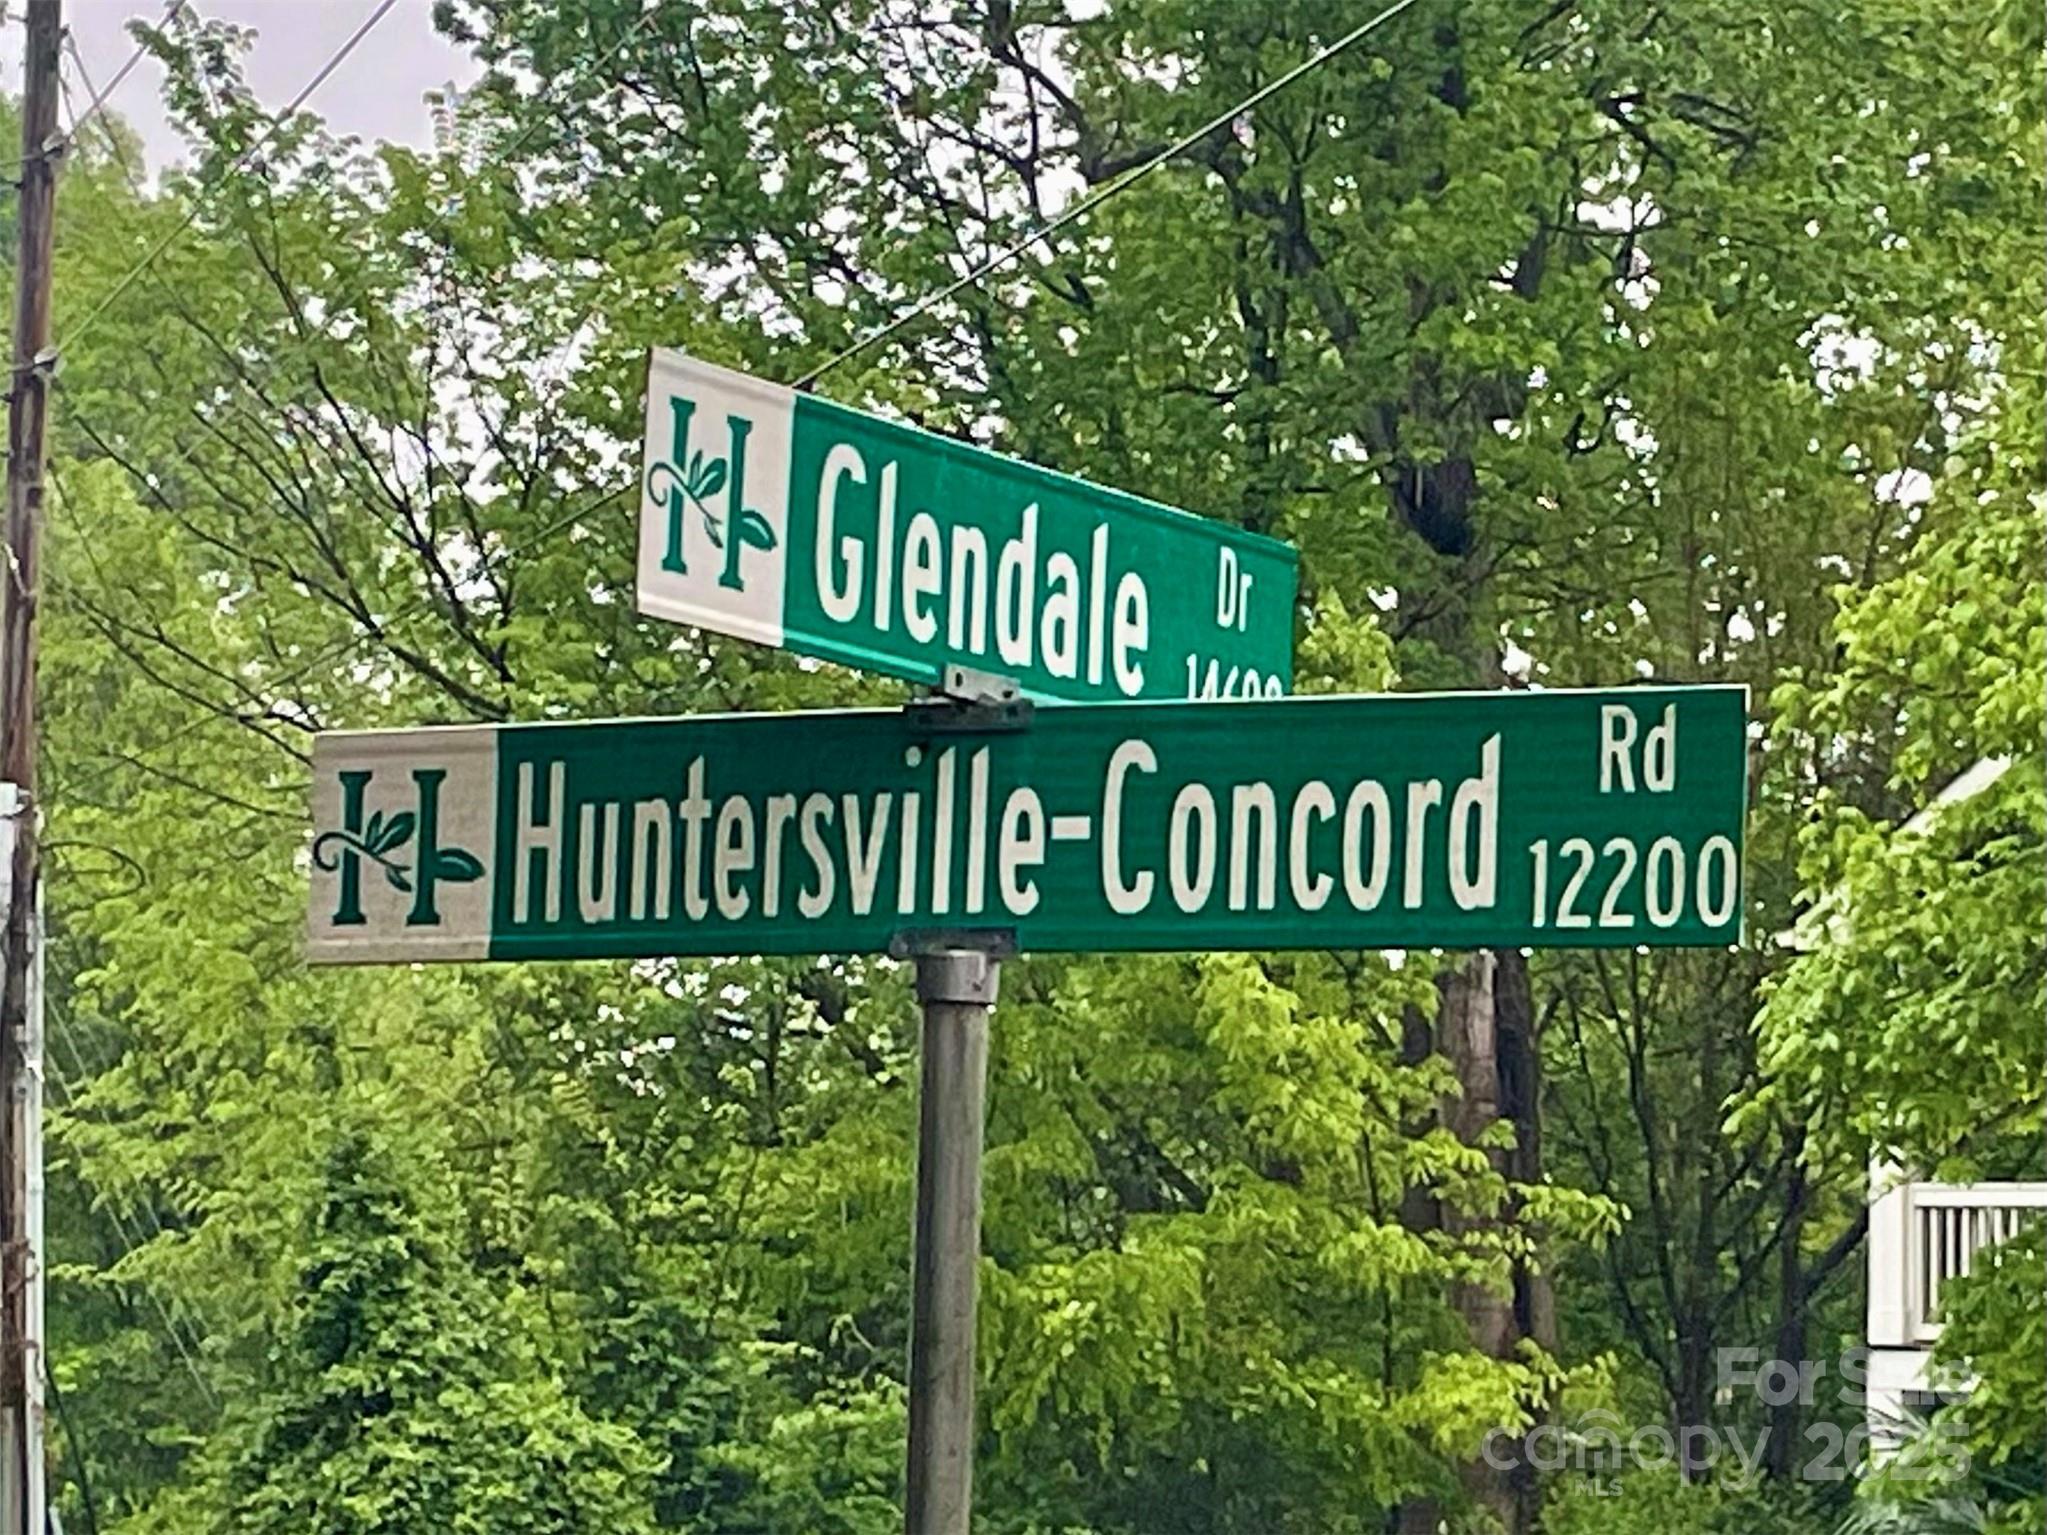 H Glendale Dr
H Huntersville-Concord Rd
12200
For Sale
canopy 2025
MLS